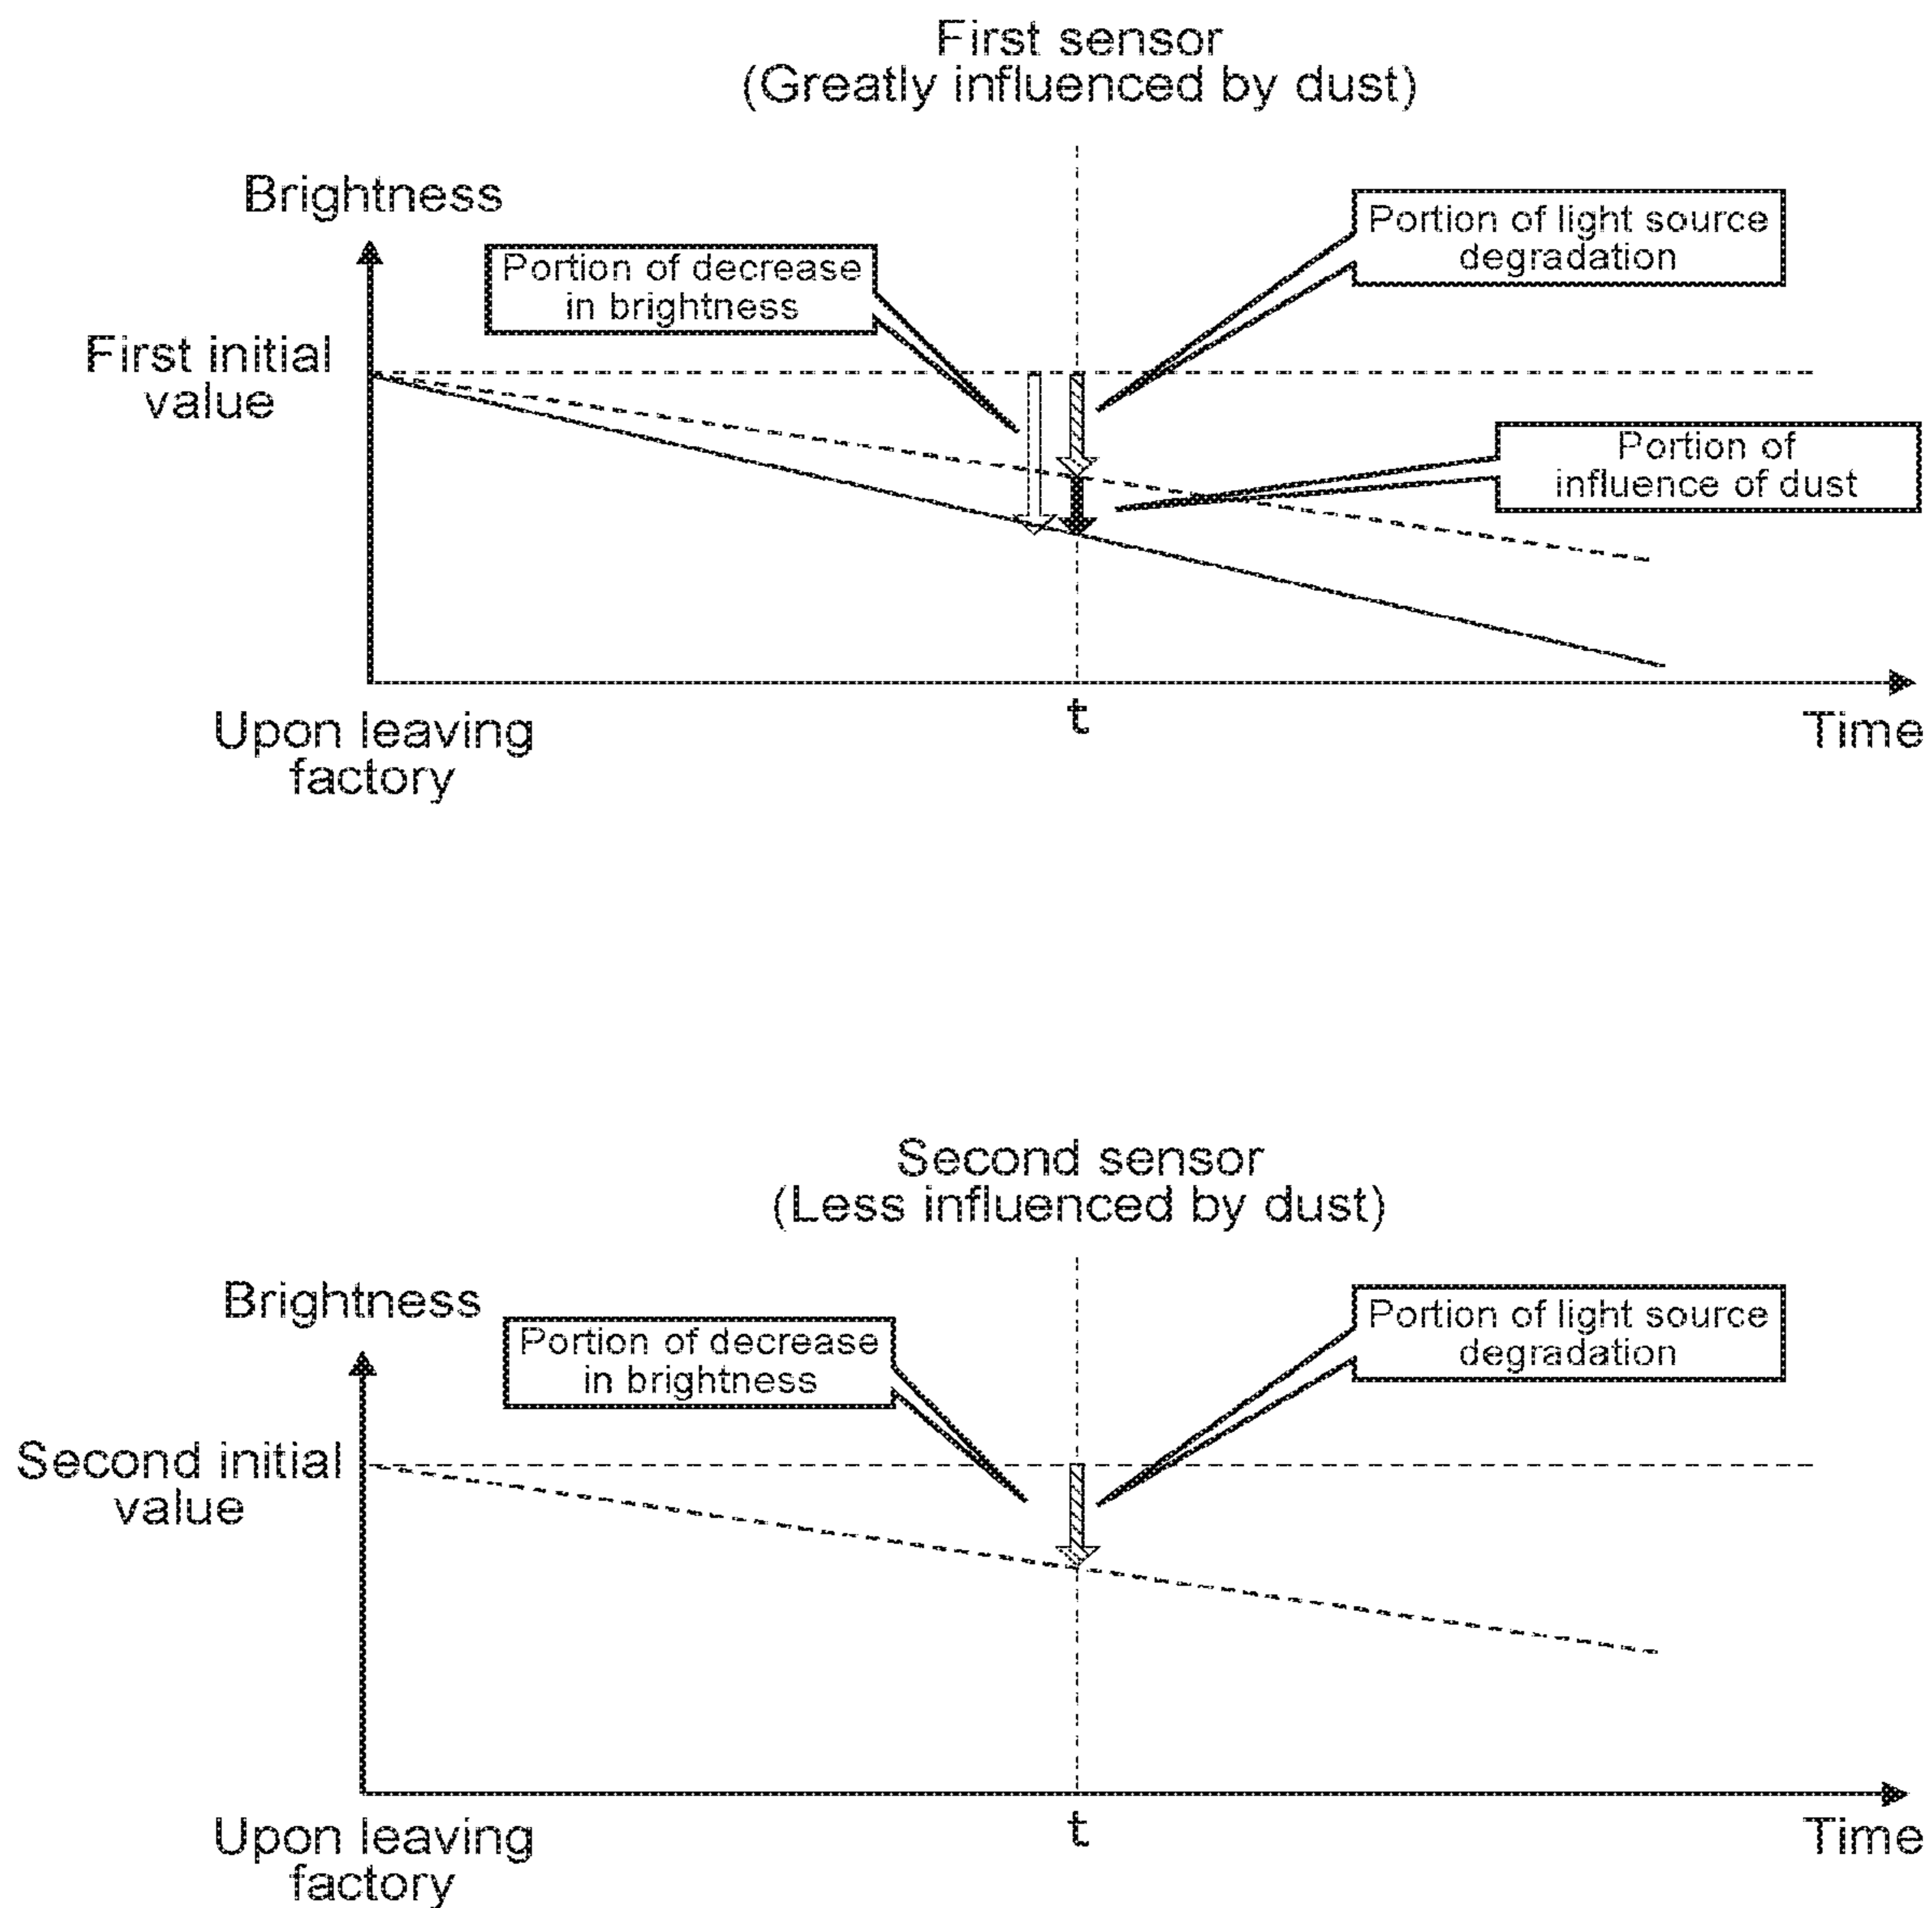 First sensor
(Greatly influenced by dust)
Brightness
Portion of light source
degradation
Portion of decrease
in brightness
First initial
value
Portion of
influence of dust
t
Time
Upon leaving
factory
Second sensor
(Less influenced by dust)
Brightness
Portion of light source
degradation
Portion of decrease
in brightness
Second initial
value
t
Time
Upon leaving
factory